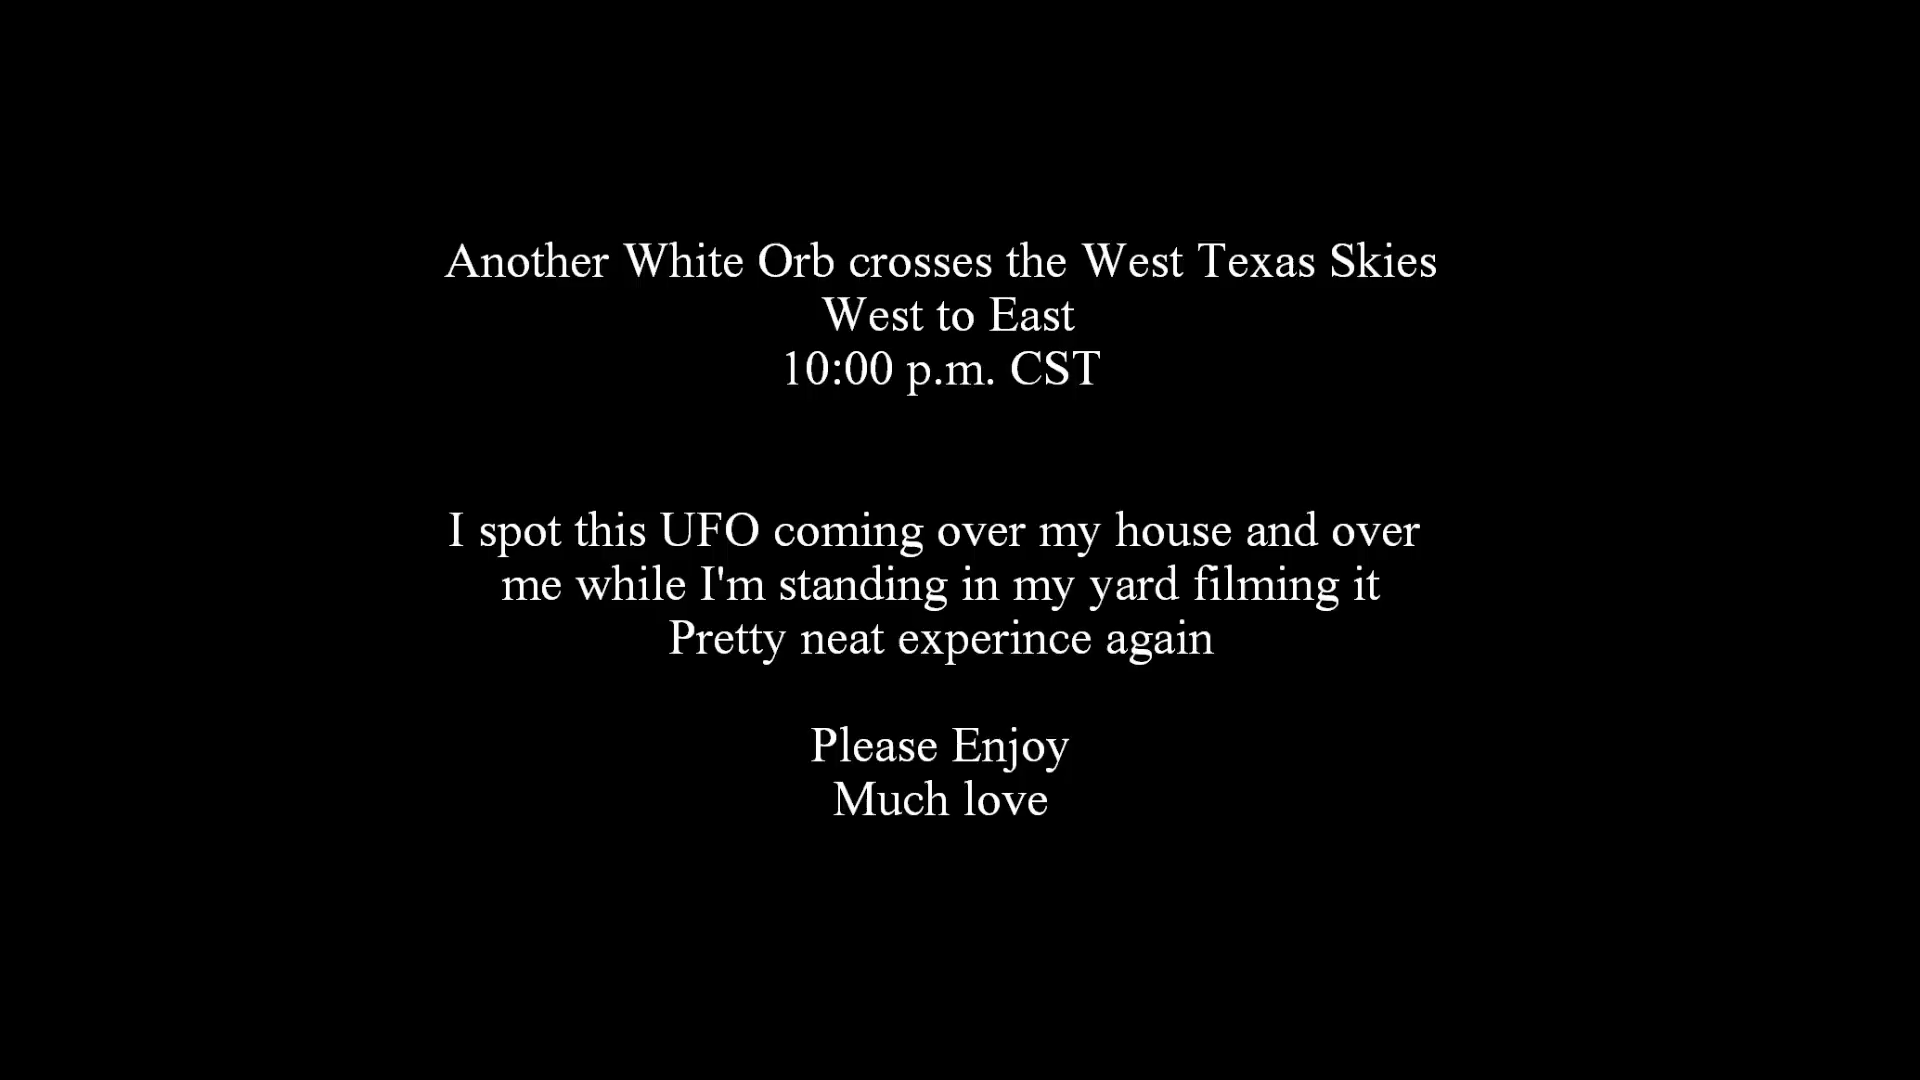 Another White Orb crosses the West Texas Skies
West to East
10:00 p.m. CST
I spot this UFO coming over my house and over
me while I'm standing in my yard filming it
Pretty neat experince again
Please Enjoy
Much love